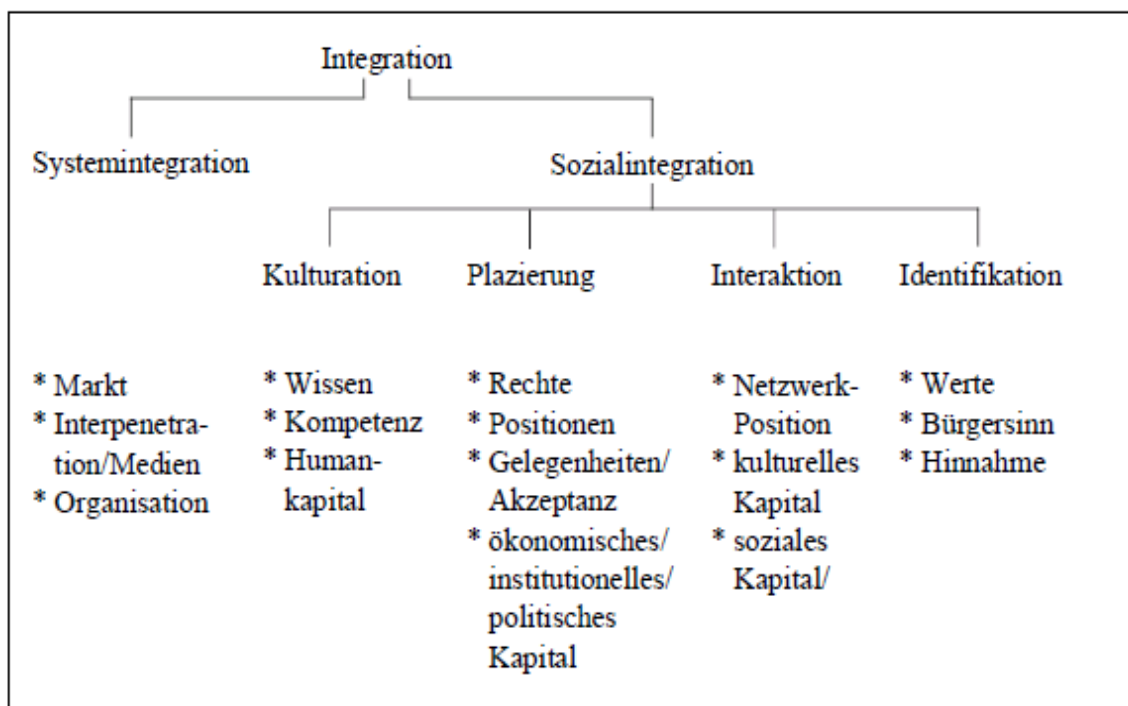 Integration
Systemintegration
Sozialintegration
Kulturation
Plazierung
Interaktion
Identifikation
* Markt
* Interpenetra-
tion/Medien
* Organisation
* Wissen
* Kompetenz
* Human-
kapital
* Rechte
* Positionen
* Gelegenheiten/
Akzeptanz
* ökonomisches/
institutionelles/
politisches
Kapital
* Netzwerk-
Position
* kulturelles
Kapital
* soziales
Kapital/
* Werte
* Bürgersinn
* Hinnahme